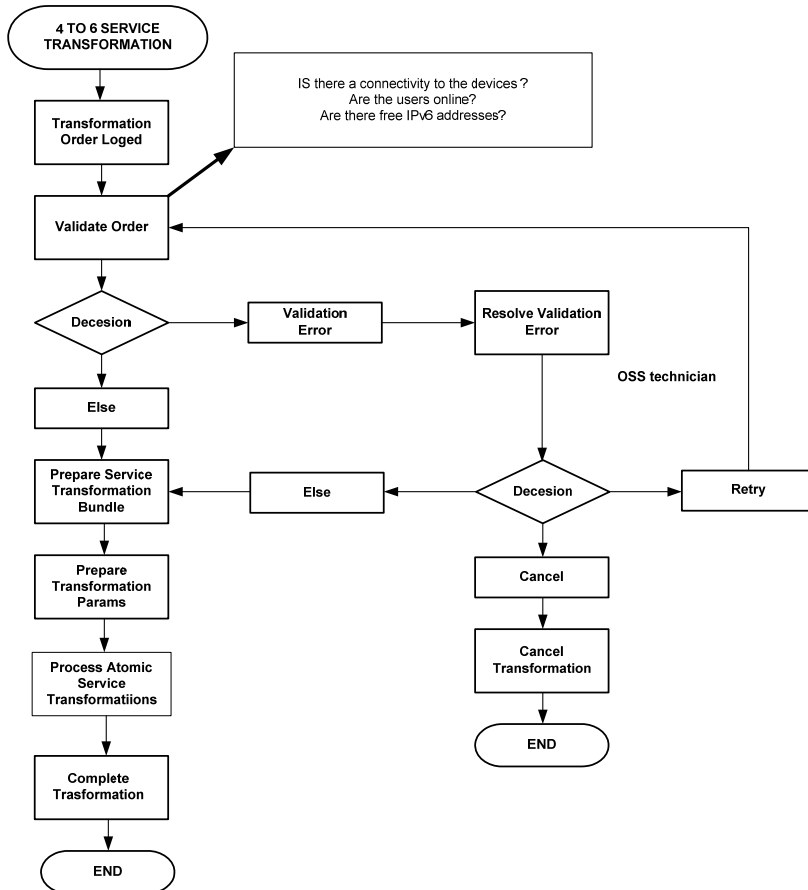 4 TO 6 SERVICE
TRANSFORMATION
IS there a connectivity to the devices ?
Are the users online?
Are there free IPv6 addresses?
Transformation
Order Loged
Validate Order
Decesion
Validation
Error
Resolve Validation
Error
OSS technician
Else
Prepare Service
Transformation
Bundle
Else
Decesion
Retry
Prepare
Transformation
Params
Cancel
Process Atomic
Service
Transformatiions
Cancel
Transformation
END
Complete
Trasformation
END